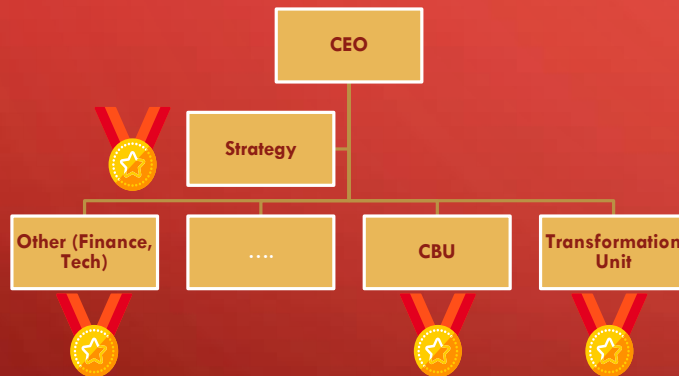 CEO
Strategy
Other (Finance,
Tech)
....
CBU
Transformation
Unit